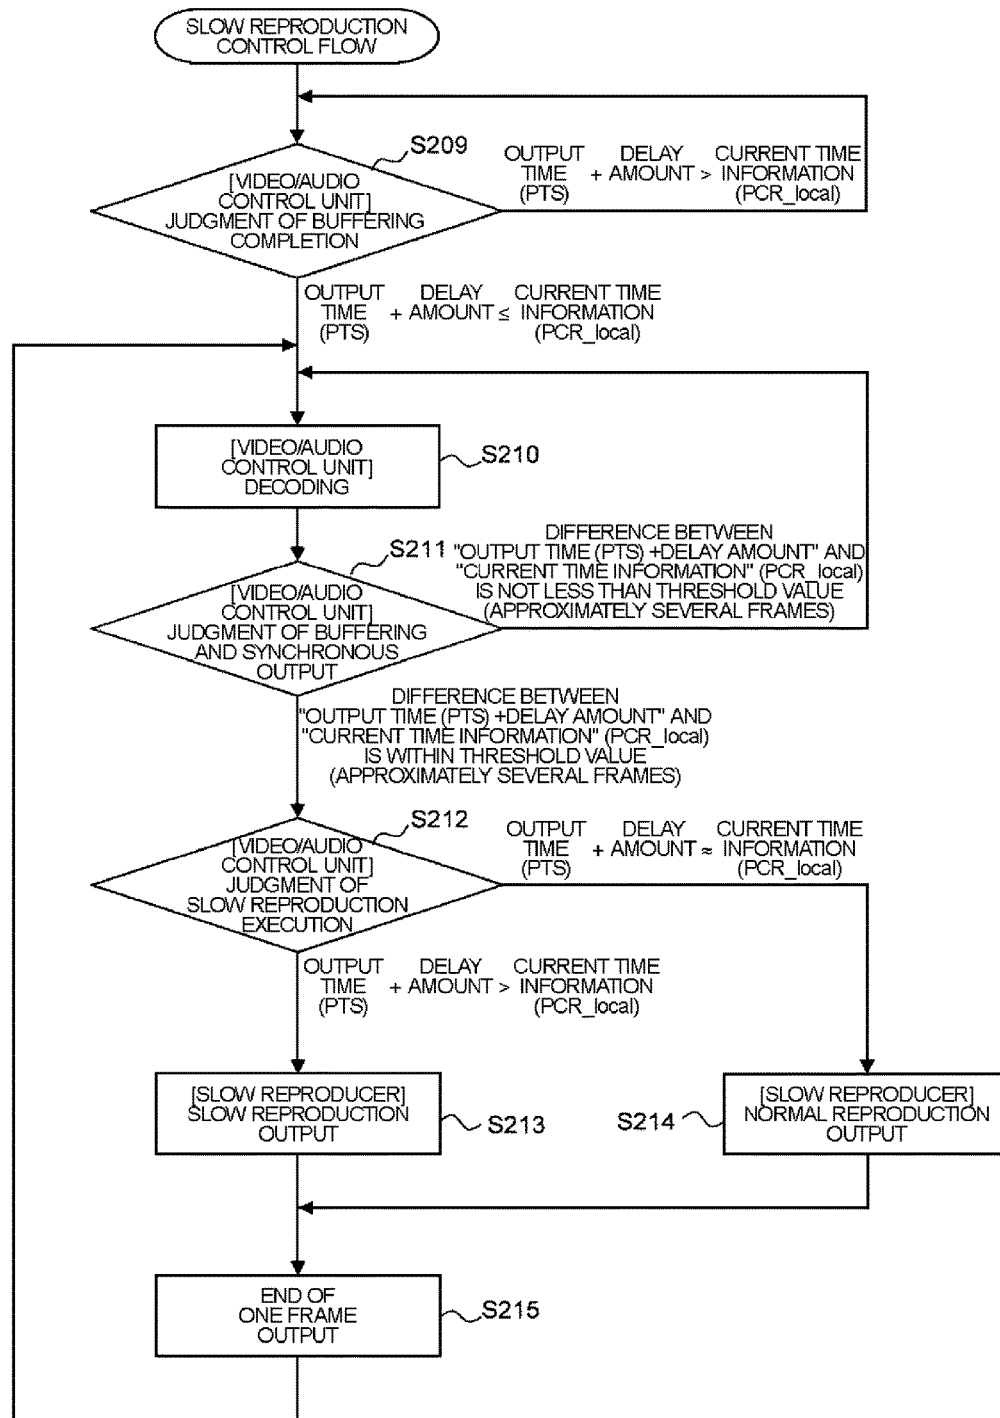 SLOW REPRODUCTION
CONTROL FLOW
S209
[VIDEO/AUDIO
CONTROL UNIT]
JUDGMENT OF BUFFERING
COMPLETION
OUTPUT DELAY CURRENT TIME
TIME + AMOUNT > INFORMATION
(PTS) (PCR_local)
OUTPUT DELAY CURRENT TIME
TIME + AMOUNT ≤ INFORMATION
(PTS) (PCR_local)
[VIDEO/AUDIO
CONTROL UNIT]
DECODING
S210
DIFFERENCE BETWEEN
"OUTPUT TIME (PTS) +DELAY AMOUNT" AND
"CURRENT TIME INFORMATION" (PCR_local)
IS NOT LESS THAN THRESHOLD VALUE
(APPROXIMATELY SEVERAL FRAMES)
S211
[VIDEO/AUDIO
CONTROL UNIT]
JUDGMENT OF BUFFERING
AND SYNCHRONOUS
OUTPUT
DIFFERENCE BETWEEN
"OUTPUT TIME (PTS) +DELAY AMOUNT" AND
"CURRENT TIME INFORMATION" (PCR_local)
IS WITHIN THRESHOLD VALUE
(APPROXIMATELY SEVERAL FRAMES)
S212
[VIDEO/AUDIO
CONTROL UNIT]
JUDGMENT OF
SLOW REPRODUCTION
EXECUTION
OUTPUT DELAY CURRENT TIME
TIME + AMOUNT ≈ INFORMATION
(PTS) (PCR_local)
OUTPUT DELAY CURRENT TIME
TIME + AMOUNT > INFORMATION
(PTS) (PCR_local)
[SLOW REPRODUCER]
SLOW REPRODUCTION
OUTPUT
S213
S214
[SLOW REPRODUCER]
NORMAL REPRODUCTION
OUTPUT
END OF
ONE FRAME
OUTPUT
S215